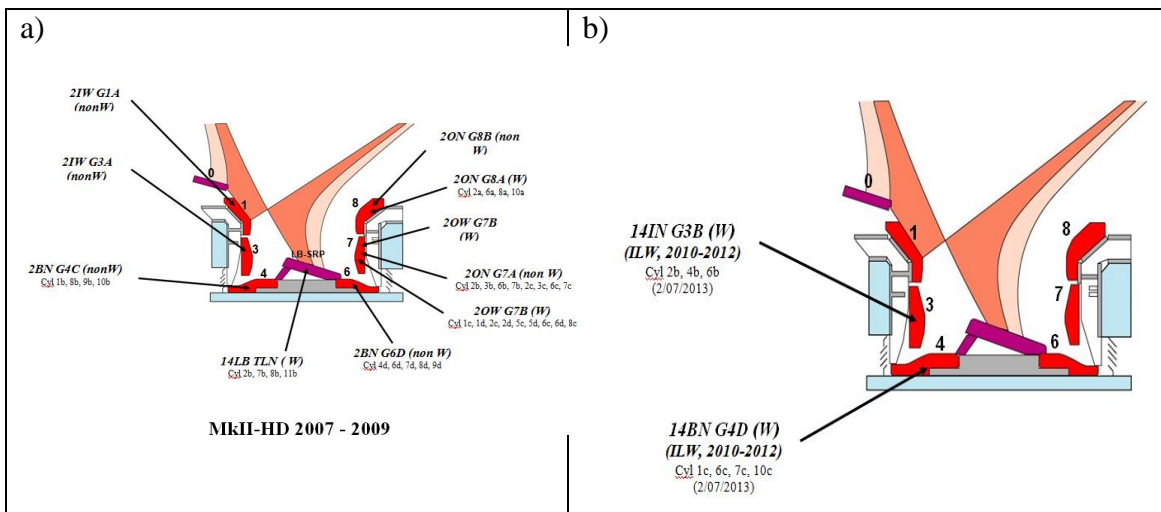 a)
2IW G1A
(nonW)
2IW G3.A
(nonW)
2BN G4C (nonW)
Cyl 1b, 8b, 9b, 10b
14LB TLN ( W)
Cyl 2b, 7b, 8b, 11b
2BN G6D (non W)
Cyl 4d, 6d, 7d, 8d, 9d
2ON G8B (non
W)
2ON G8A (W)
Cyl 2a, 6a, 8a, 10a
2OW G7B
(W)
2ON G7A (non W)
Cyl 2b, 3b, 6b, 7b, 2c, 3c, 6c, 7c
2OW G7B (W)
Cyl 1c, 1d, 2c, 2d, 5c, 5d, 6c, 6d, 8c
0
1
3
4
LB-SRP
6
7
8
MkII-HD 2007 - 2009
b)
0
1
3
4
6
7
8
14IN G3B (W)
(ILW, 2010-2012)
Cyl 2b, 4b, 6b
(2/07/2013)
14BN G4D (W)
(ILW, 2010-2012)
Cyl 1c, 6c, 7c, 10c
(2/07/2013)